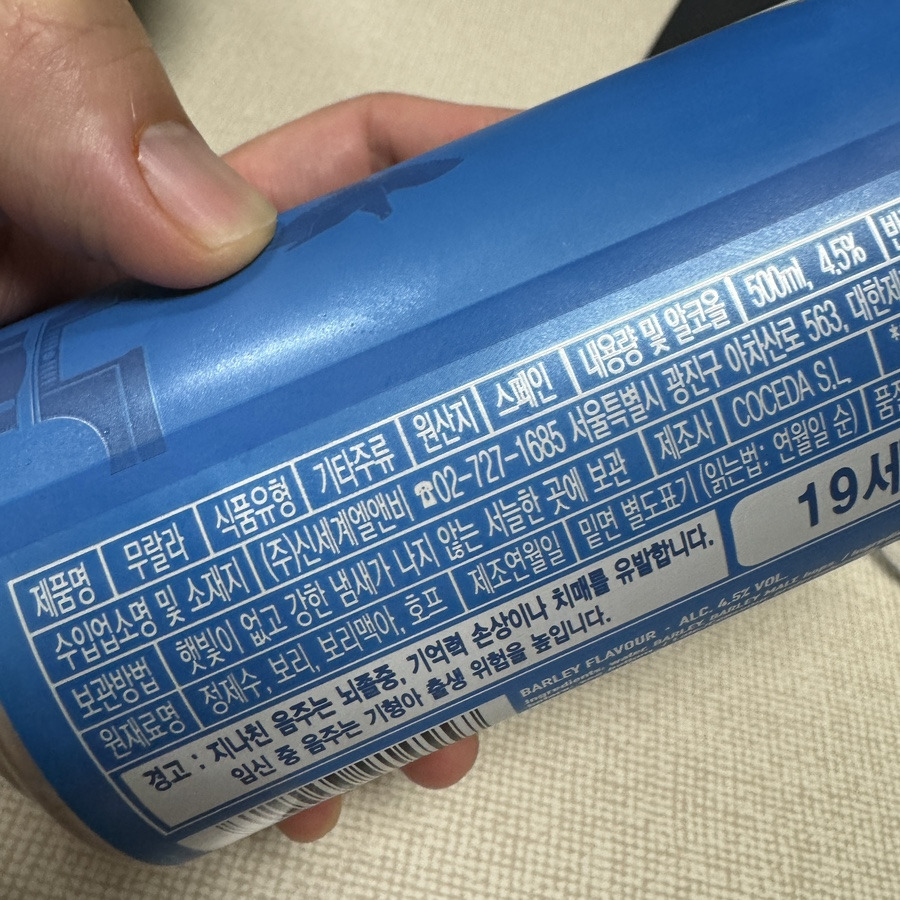 제품명 무랄라 식품유형 기타주류 원산지 스페인 내용량 및 알코올 500ml, 4.5%
수입업소명 및 소재지 (주)신세계엘앤비 ☎02-727-1685 서울특별시 광진구 아차산로 563, 대한제
보관방법 햇빛이 없고 강한 냄새가 나지 않는 서늘한 곳에 보관 제조사 COCEDA S.L.
원재료명 정제수, 보리, 보리맥아, 호프 제조연월일 밑면 별도표기 (읽는법: 연월일 순)
경고 : 지나친 음주는 뇌졸중, 기억력 손상이나 치매를 유발합니다.
임신 중 음주는 기형아 출생 위험을 높입니다.
19세
BARLEY FLAVOUR - ALC. 4.5% VOL.
Ingredients: water, BARLEY, BARLEY MALT, hops.